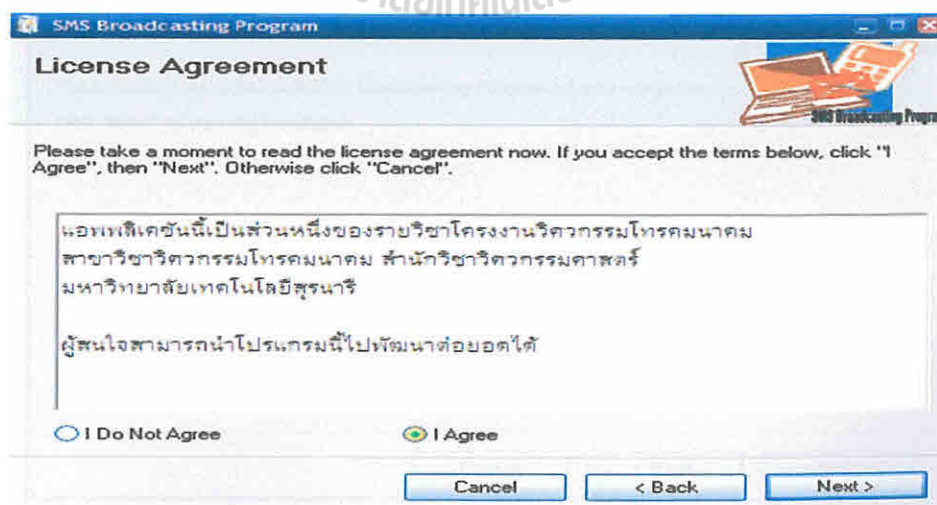 SMS Broadcasting Program
License Agreement
SMS Broadcasting Progra
Please take a moment to read the license agreement now. If you accept the terms below, click "I
Agree", then "Next". Otherwise click "Cancel".
แอพพลิเคชันนี้เป็นส่วนหนึ่งของรายวิชาโครงงานวิศวกรรมโทรคมนาคม
สาขาวิชาวิศวกรรมโทรคมนาคม สำนักวิชาวิศวกรรมศาสตร์
มหาวิทยาลัยเทคโนโลยีสุรนารี
ผู้สนใจสามารถนำโปรแกรมนี้ไปพัฒนาต่อยอดได้
I Do Not Agree
I Agree
Cancel
< Back
Next >